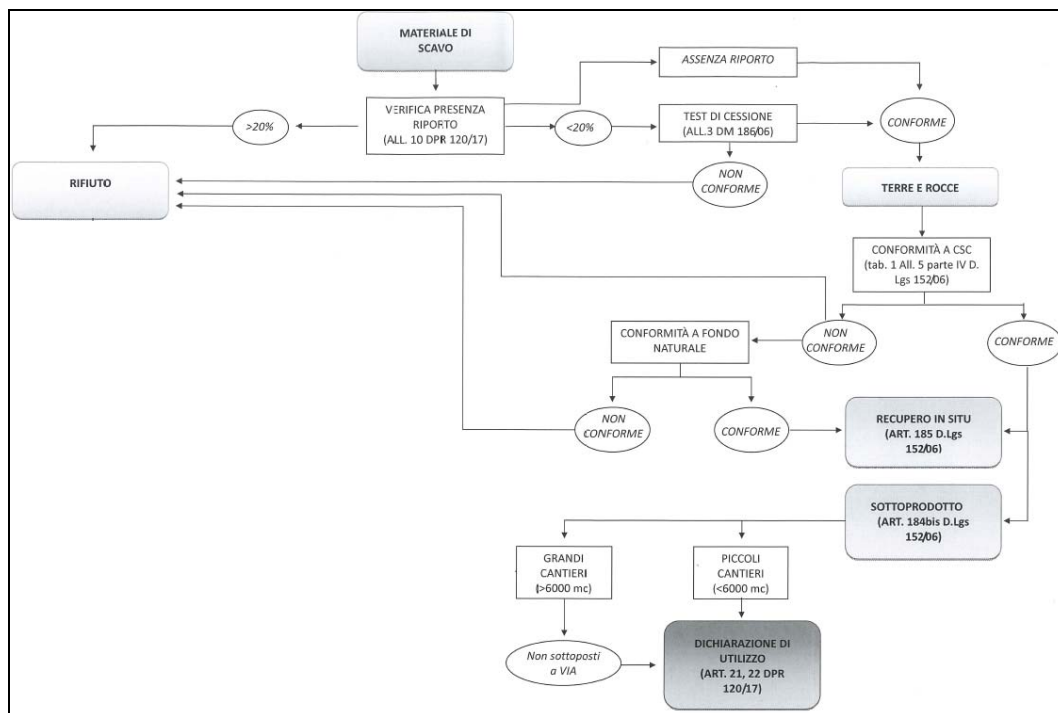 MATERIALE DI
SCAVO
ASSENZA RIPORTO
>20%
VERIFICA PRESENZA
RIPORTO
(ALL. 10 DPR 120/17)
<20%
TEST DI CESSIONE
(ALL.3 DM 186/06)
CONFORME
RIFIUTO
NON
CONFORME
TERRE E ROCCE
CONFORMITÀ A CSC
(tab. 1 All. 5 parte IV D.
Lgs 152/06)
CONFORMITÀ A FONDO
NATURALE
NON
CONFORME
CONFORME
NON
CONFORME
CONFORME
RECUPERO IN SITU
(ART. 185 D.Lgs
152/06)
SOTTOPRODOTTO
(ART. 184bis D.Lgs
152/06)
GRANDI
CANTIERI
(>6000 mc)
PICCOLI
CANTIERI
(<6000 mc)
Non sottoposti
a VIA
DICHIARAZIONE DI
UTILIZZO
(ART. 21, 22 DPR
120/17)